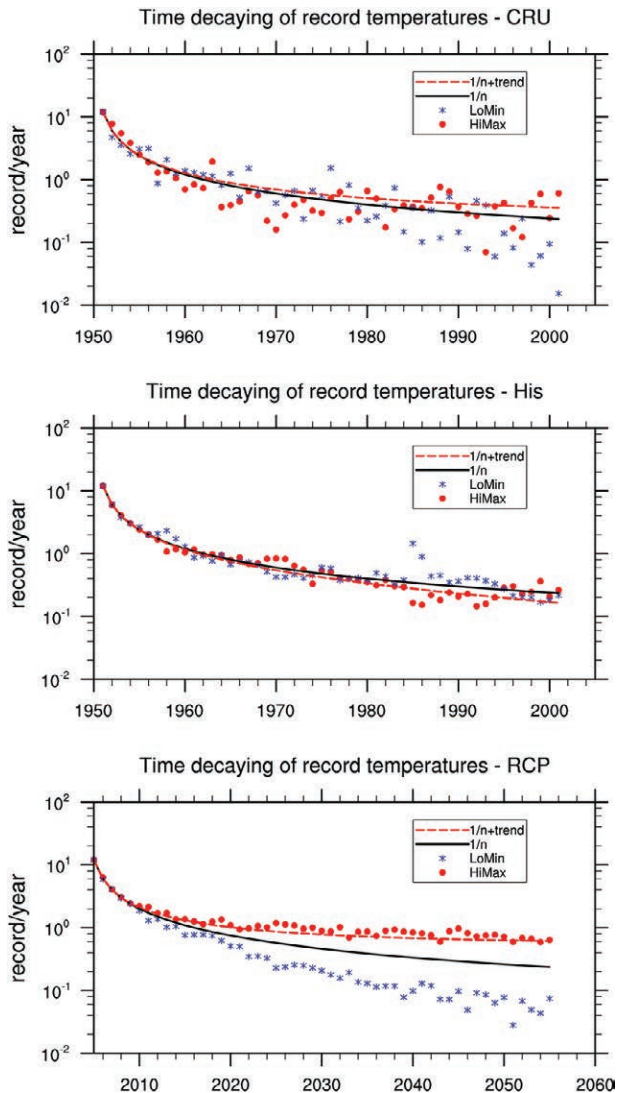 Time decaying of record temperatures - CRU
10²
10¹
10⁰
10⁻¹
10⁻²
record/year
1/n+trend
1/n
LoMin
HiMax
1950 1960 1970 1980 1990 2000
Time decaying of record temperatures - His
10²
10¹
10⁰
10⁻¹
10⁻²
record/year
1/n+trend
1/n
LoMin
HiMax
1950 1960 1970 1980 1990 2000
Time decaying of record temperatures - RCP
10²
10¹
10⁰
10⁻¹
10⁻²
record/year
1/n+trend
1/n
LoMin
HiMax
2010 2020 2030 2040 2050 2060